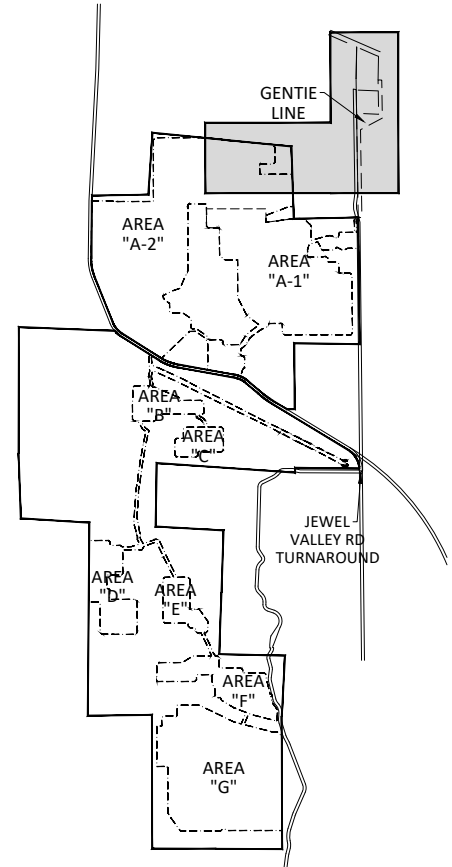 GENTIE
LINE
AREA
"A-2"
AREA
"A-1"
AREA
"B"
AREA
"C"
JEWEL
VALLEY RD
TURNAROUND
AREA
"D"
AREA
"E"
AREA
"F"
AREA
"G"